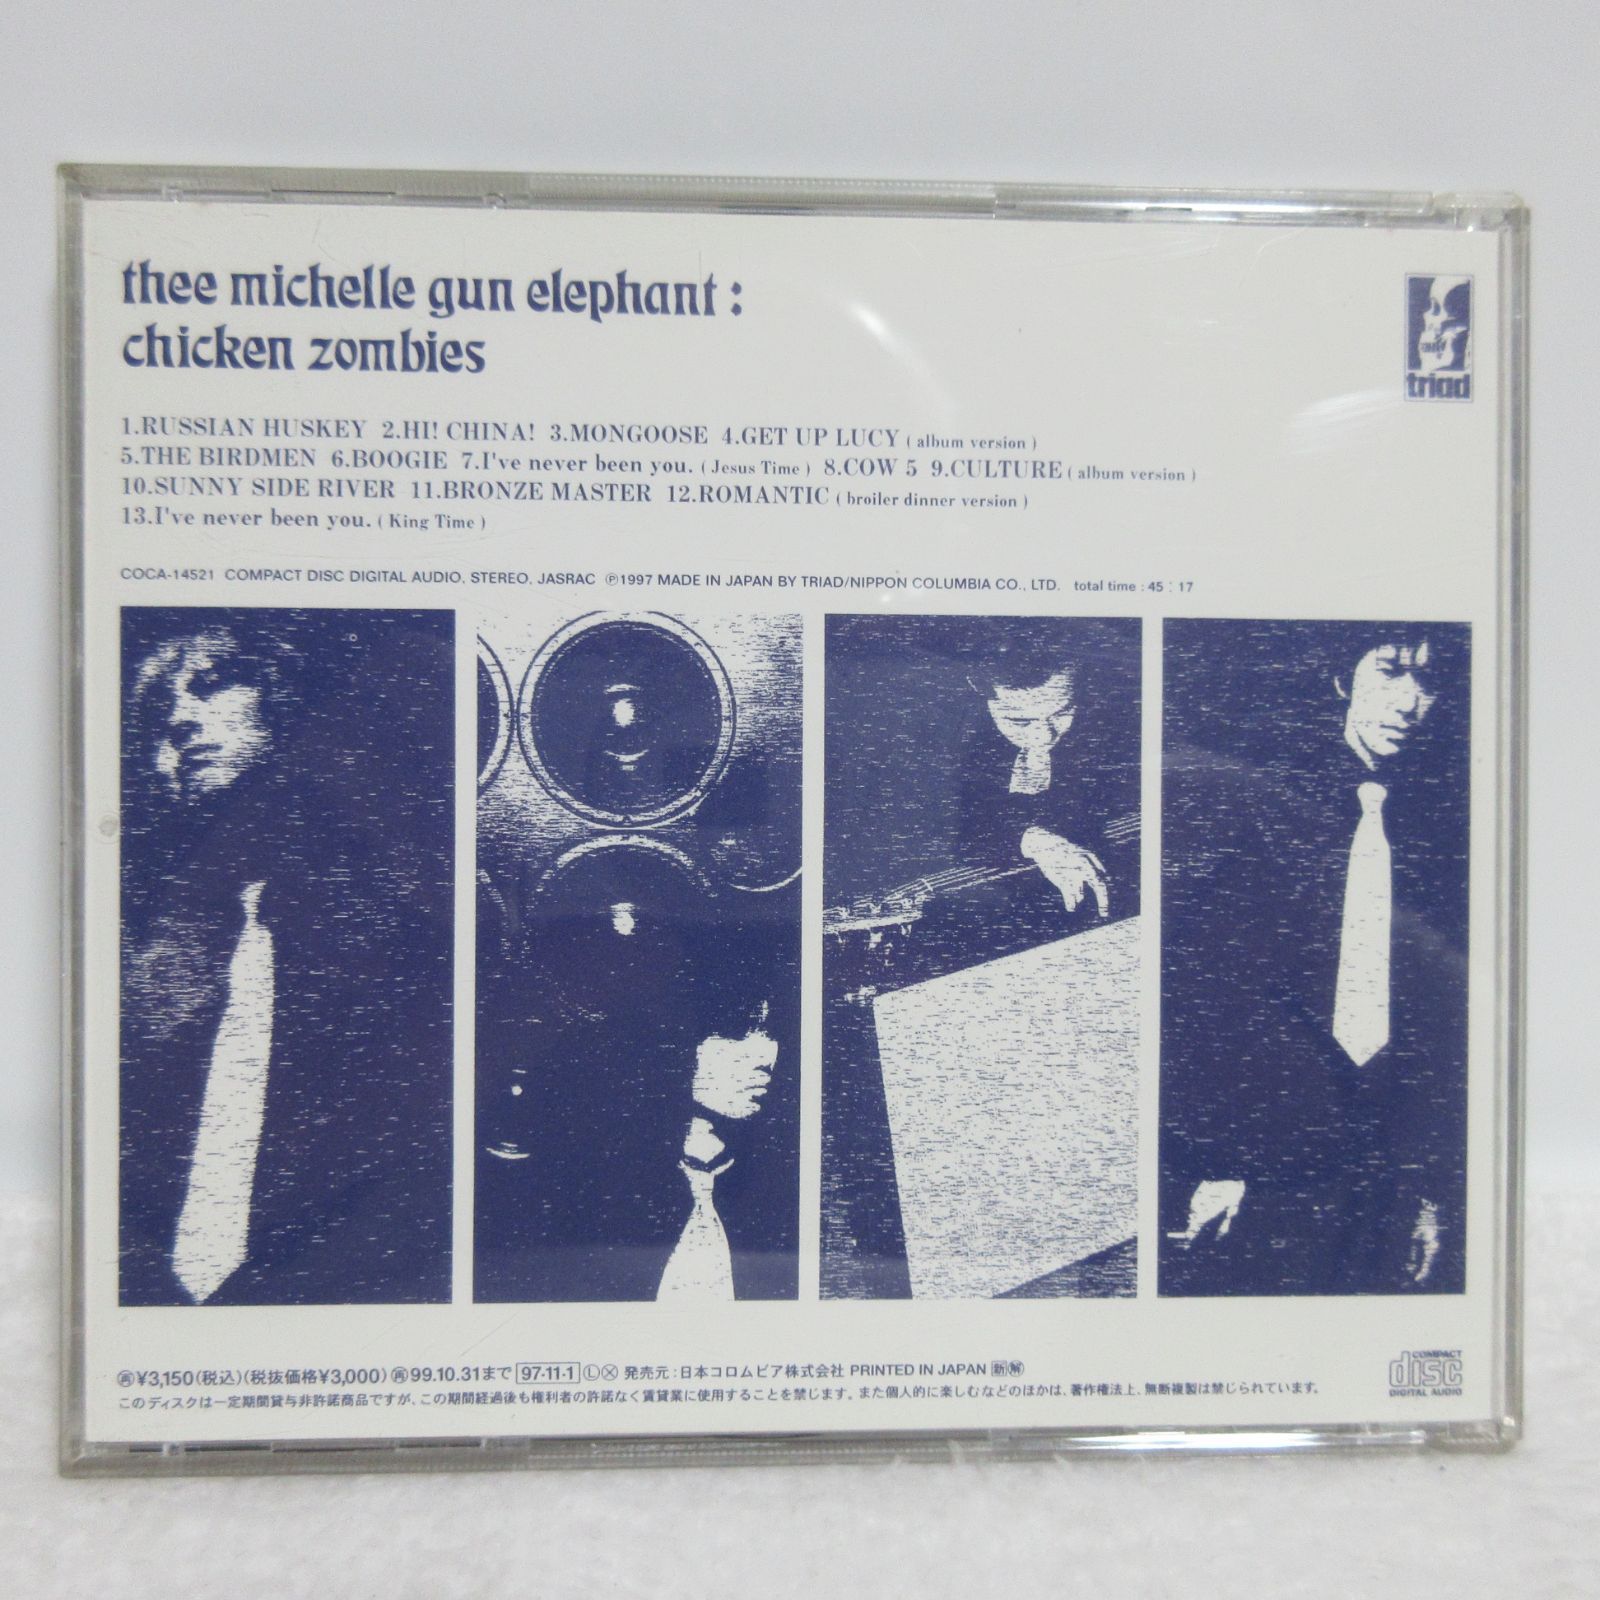 thee michelle gun elephant :
chicken zombies
triad
1.RUSSIAN HUSKEY 2.HI! CHINA! 3.MONGOOSE 4.GET UP LUCY ( album version )
5.THE BIRDMEN 6.BOOGIE 7.I've never been you. ( Jesus Time ) 8.COW 5 9.CULTURE ( album version )
10.SUNNY SIDE RIVER 11.BRONZE MASTER 12.ROMANTIC ( broiler dinner version )
13.I've never been you. ( King Time )
COCA-14521 COMPACT DISC DIGITAL AUDIO, STEREO, JASRAC ℗1997 MADE IN JAPAN BY TRIAD/NIPPON COLUMBIA CO., LTD. total time : 45 : 17
㊢¥3,150(税込)(税抜価格¥3,000)㊢99.10.31まで 97·11·1 Ⓛ Ⓧ 発売元:日本コロムビア株式会社 PRINTED IN JAPAN
このディスクは一定期間貸与非許諾商品ですが、この期間経過後も権利者の許諾なく賃貸業に使用することを禁じます。また個人的に楽しむなどのほかは、著作権法上、無断複製は禁じられています。
COMPACT
disc
DIGITAL AUDIO